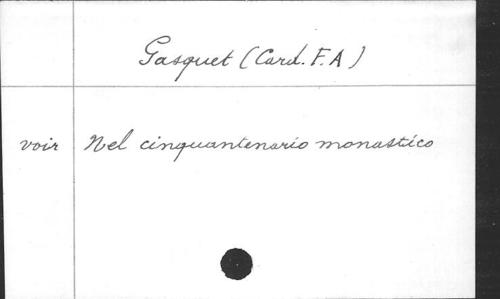 Gasquet (Card. F. A)
voir Nel cinquantenario monastico